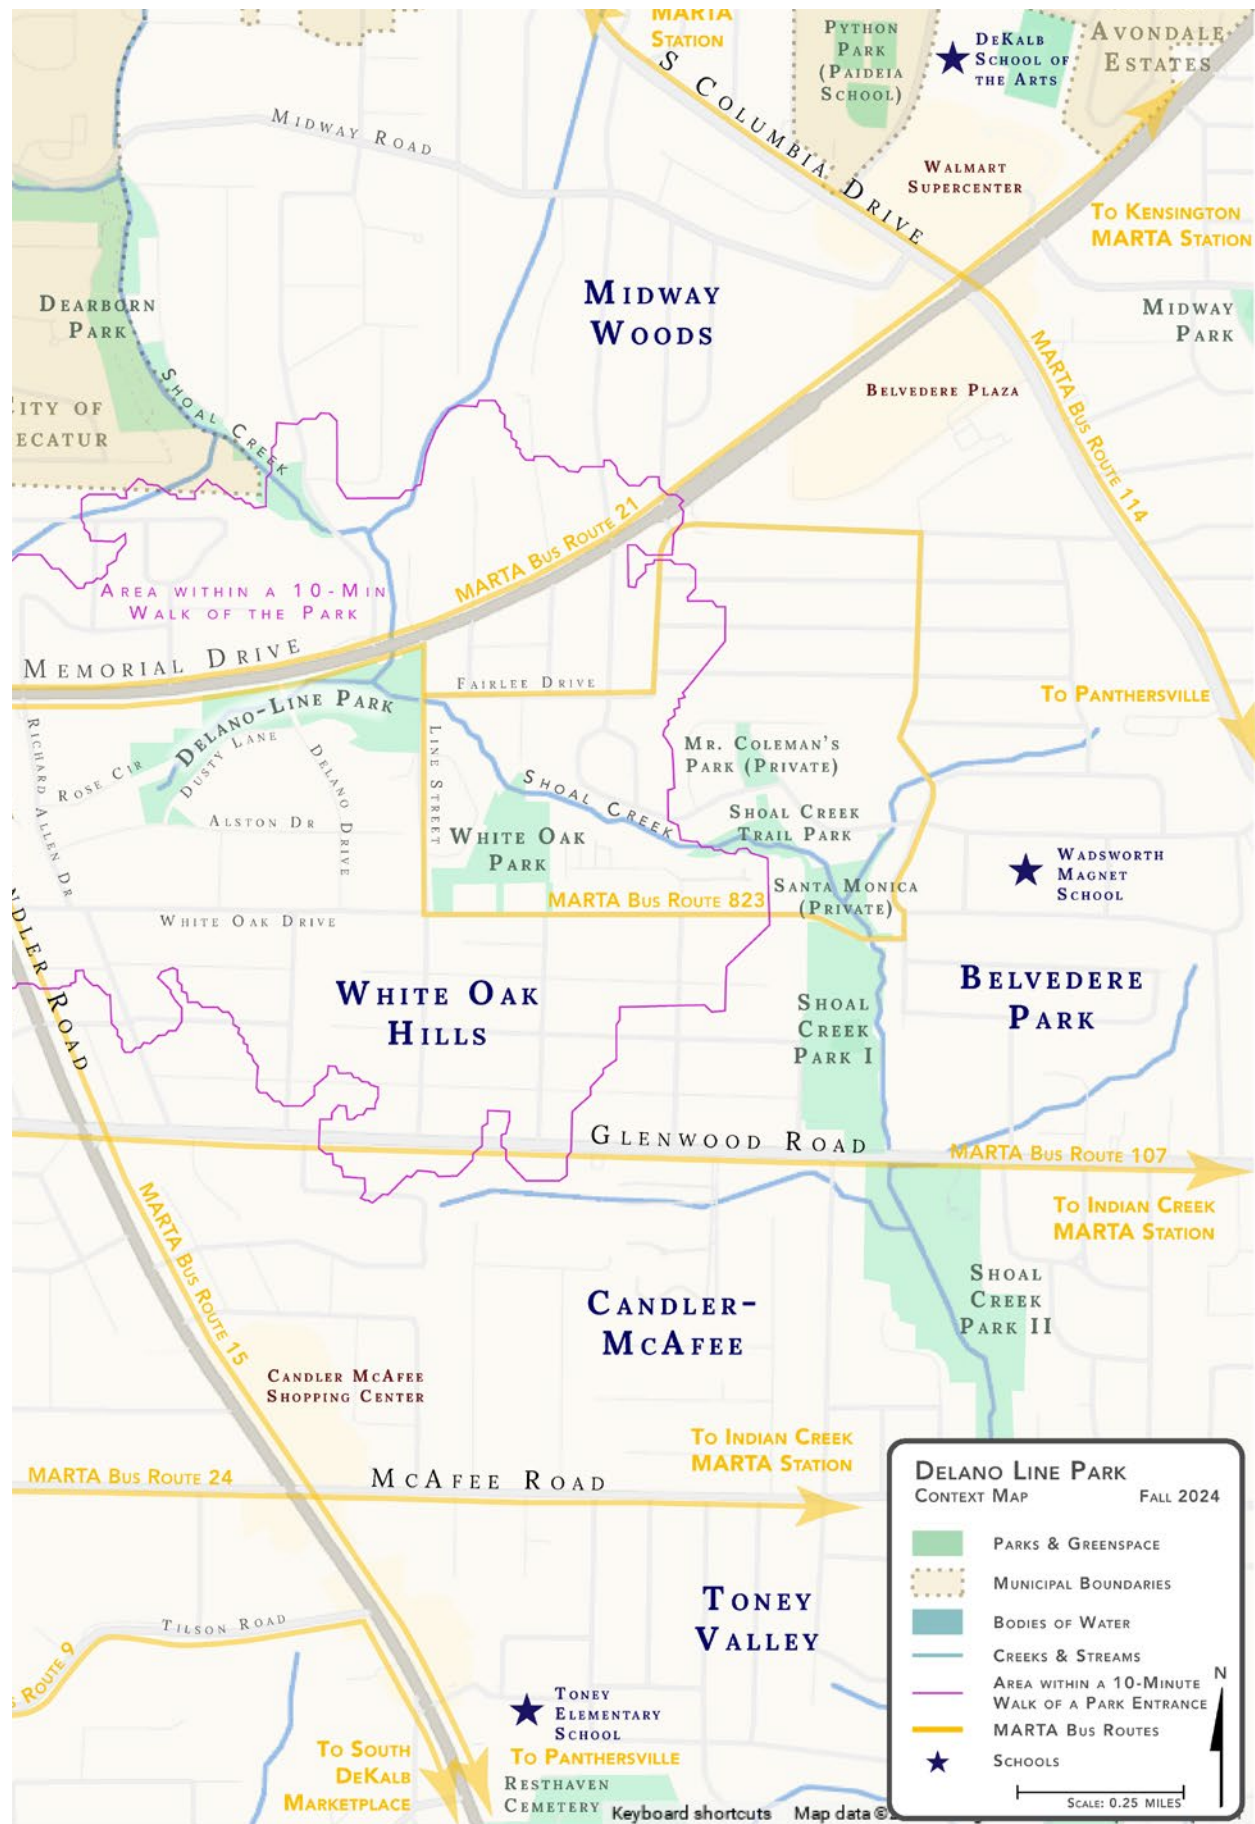 MARTA
STATION
PYTHON
PARK
(PAIDEIA
SCHOOL)
DEKALB
SCHOOL OF
THE ARTS
AVONDALE
ESTATES
S COLUMBIA DRIVE
MIDWAY ROAD
WALMART
SUPERCENTER
TO KENSINGTON
MARTA STATION
DEARBORN
PARK
MIDWAY
WOODS
MIDWAY
PARK
MARTA BUS ROUTE 114
BELVEDERE PLAZA
SHOAL CREEK
ITY OF
ECATUR
MARTA BUS ROUTE 21
AREA WITHIN A 10-MIN
WALK OF THE PARK
MEMORIAL DRIVE
FAIRLEE DRIVE
TO PANTHERSVILLE
DELANO-LINE PARK
RICHARD ALLEN DR
ROSE CIR
DUSTY LANE
DELANO DRIVE
LINE STREET
MR. COLEMAN'S
PARK (PRIVATE)
SHOAL CREEK
SHOAL CREEK
TRAIL PARK
ALSTON DR
WHITE OAK
PARK
WADSWORTH
MAGNET
SCHOOL
SANTA MONICA
(PRIVATE)
MARTA BUS ROUTE 823
WHITE OAK DRIVE
NDLER ROAD
WHITE OAK
HILLS
BELVEDERE
PARK
SHOAL
CREEK
PARK I
GLENWOOD ROAD
MARTA BUS ROUTE 107
TO INDIAN CREEK
MARTA STATION
MARTA BUS ROUTE 15
SHOAL
CREEK
PARK II
CANDLER-
MCAFEE
CANDLER MCAFEE
SHOPPING CENTER
TO INDIAN CREEK
MARTA STATION
MARTA BUS ROUTE 24
MCAFEE ROAD
TONEY
VALLEY
TILSON ROAD
S ROUTE 9
TONEY
ELEMENTARY
SCHOOL
TO SOUTH
DEKALB
MARKETPLACE
TO PANTHERSVILLE
RESTHAVEN
CEMETERY
Keyboard shortcuts Map data ©
DELANO LINE PARK
CONTEXT MAP FALL 2024
PARKS & GREENSPACE
MUNICIPAL BOUNDARIES
BODIES OF WATER
CREEKS & STREAMS
AREA WITHIN A 10-MINUTE
WALK OF A PARK ENTRANCE
MARTA BUS ROUTES
SCHOOLS
N
SCALE: 0.25 MILES